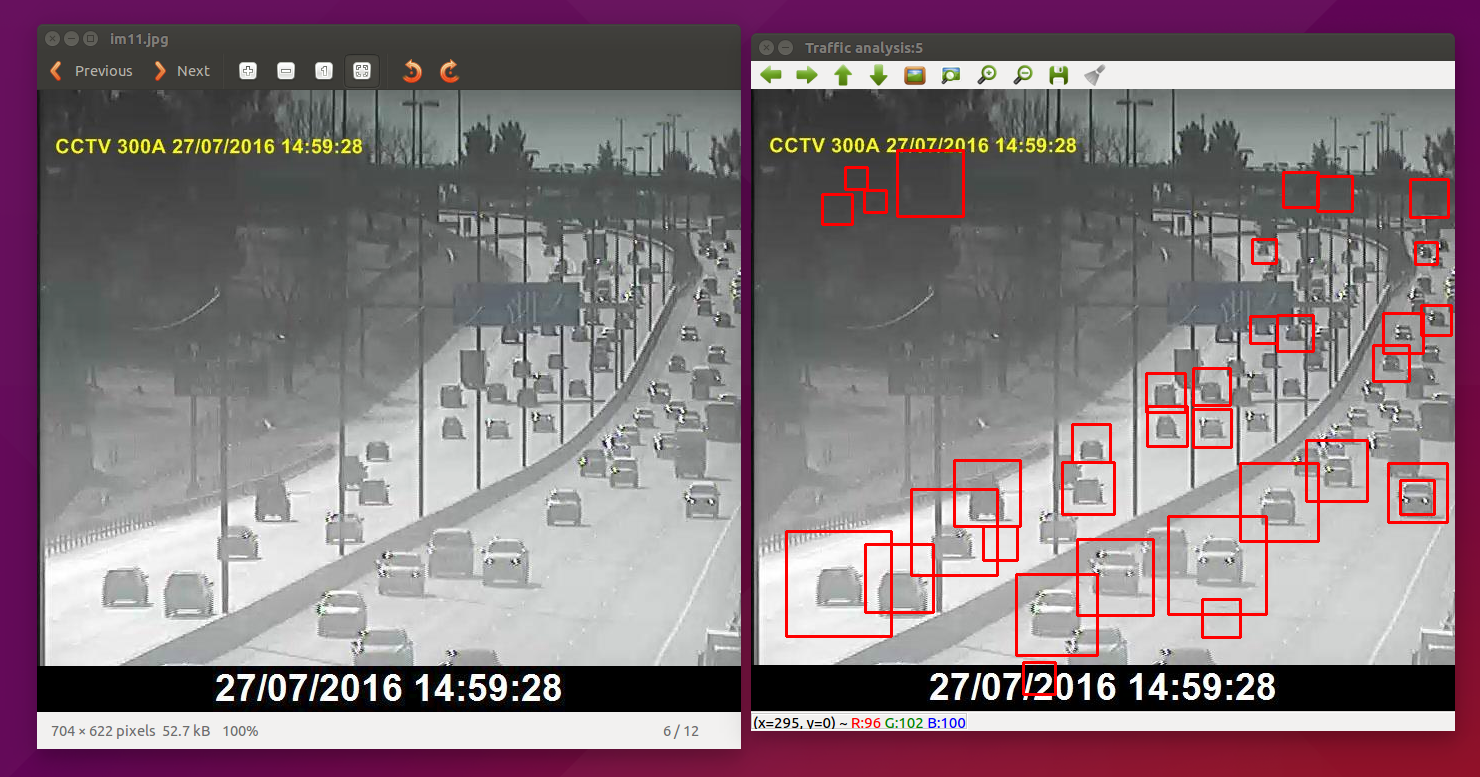 im11.jpg
Previous
Next
CCTV 300A 27/07/2016 14:59:28
27/07/2016 14:59:28
704 × 622 pixels 52.7 kB 100%
6 / 12
Traffic analysis:5
CCTV 300A 27/07/2016 14:59:28
27/07/2016 14:59:28
(x=295, y=0) ~ R:96 G:102 B:100